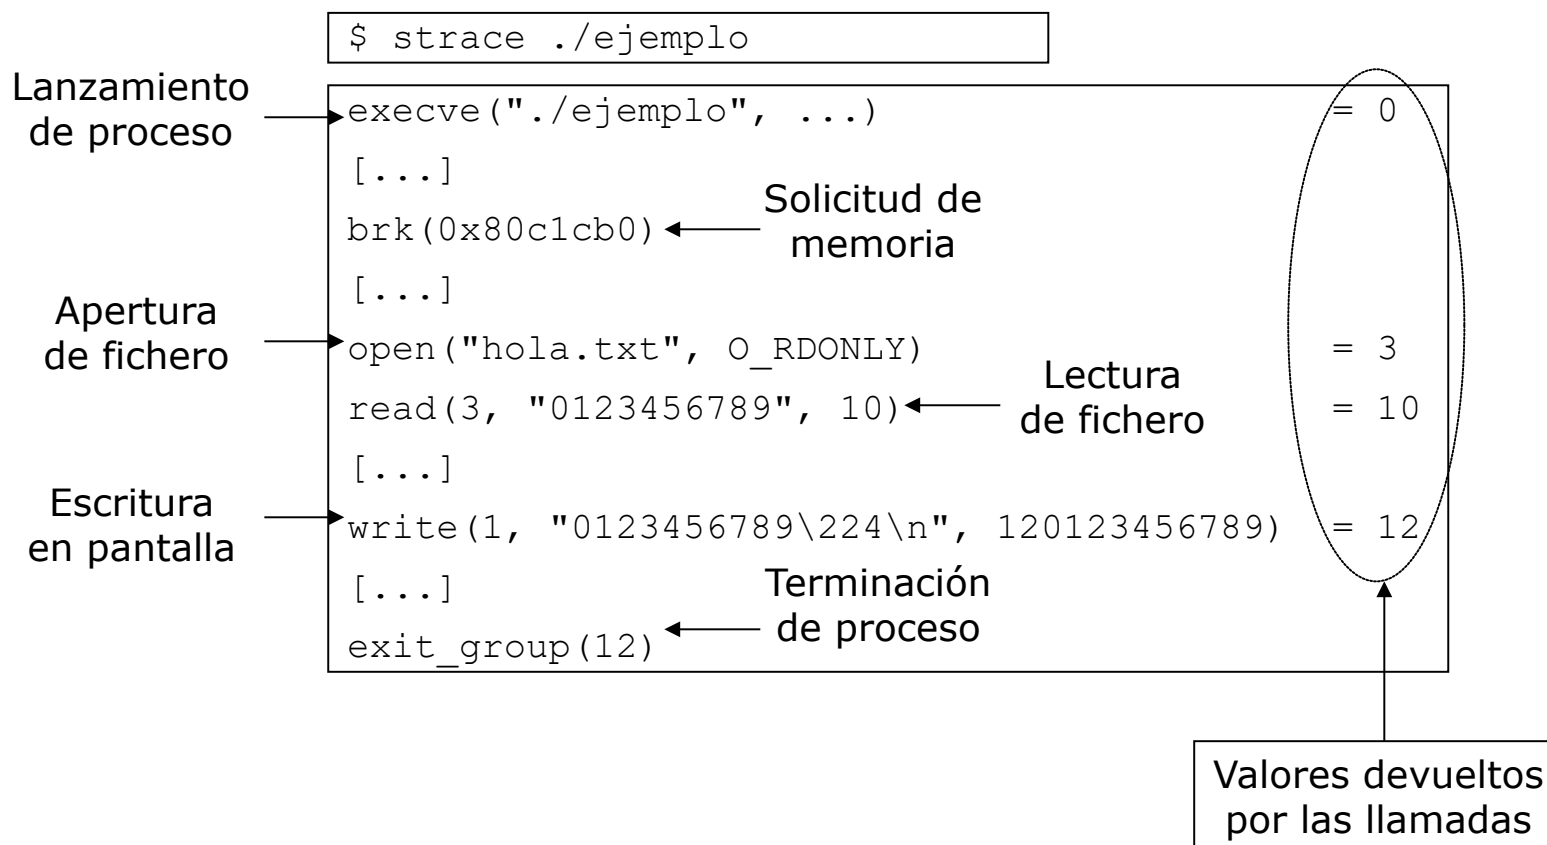 $ strace ./ejemplo
Lanzamiento
de proceso
execve("./ejemplo", ...) = 0
[...]
Solicitud de
memoria
brk(0x80c1cb0)
[...]
Apertura
de fichero
open("hola.txt", O_RDONLY) = 3
Lectura
de fichero
read(3, "0123456789", 10) = 10
[...]
Escritura
en pantalla
write(1, "0123456789\224\n", 120123456789) = 12
[...]
Terminación
de proceso
exit_group(12)
Valores devueltos
por las llamadas